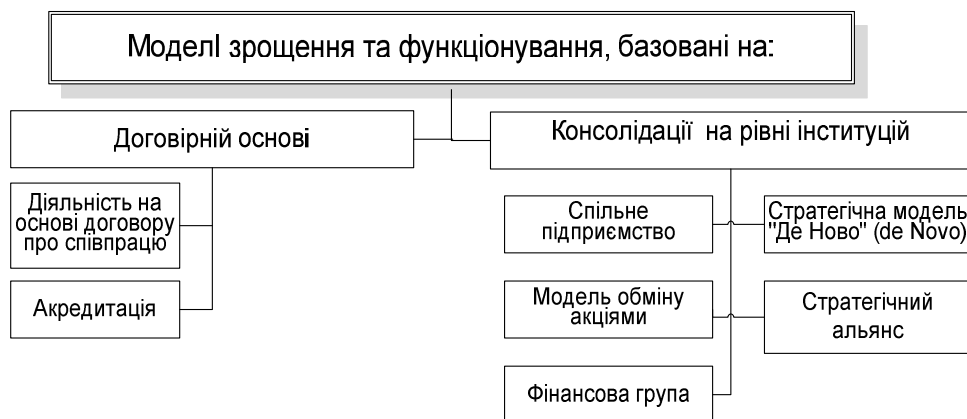 МоделІ зрощення та функціонування, базовані на:
Договірній основі
Консолідації на рівні інституцій
Діяльність на
основі договору
про співпрацю
Акредитація
Спільне
підприємство
Стратегічна модель
"Де Ново" (de Novo)
Модель обміну
акціями
Стратегічний
альянс
Фінансова група